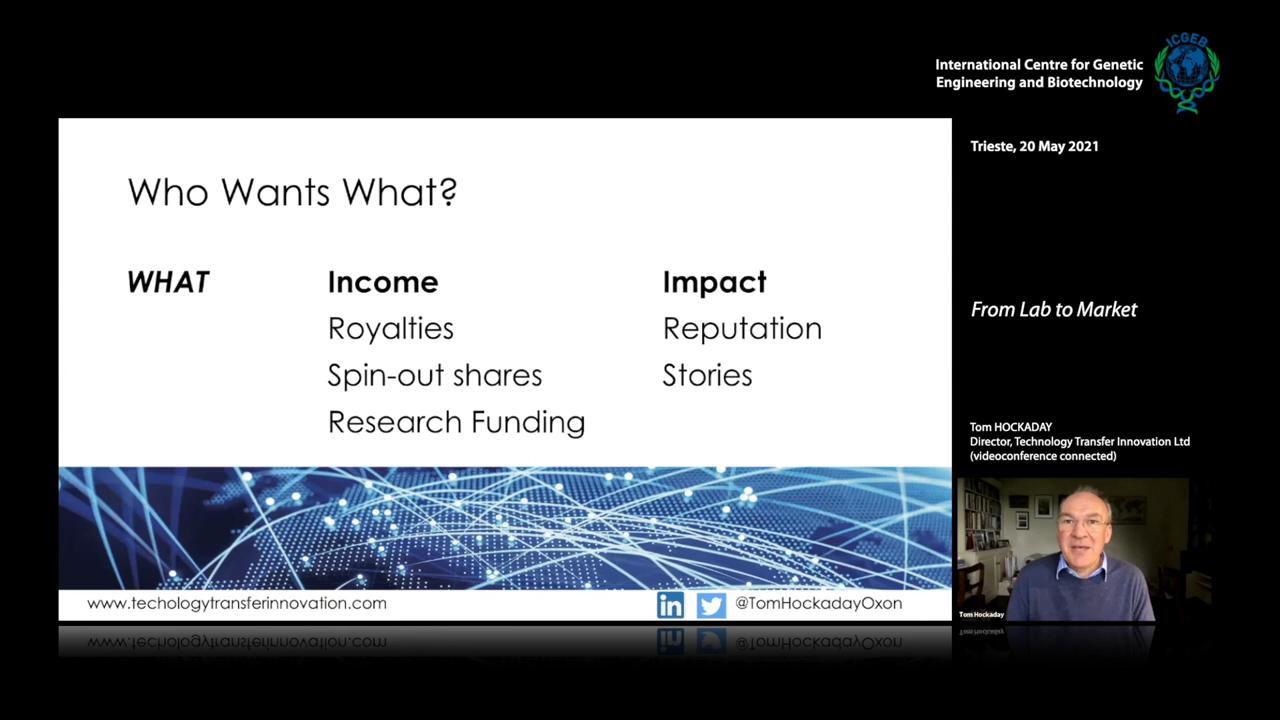 ICGEB
International Centre for Genetic
Engineering and Biotechnology
Trieste, 20 May 2021
Who Wants What?
WHAT Income Impact
Royalties Reputation
Spin-out shares Stories
Research Funding
From Lab to Market
Tom HOCKADAY
Director, Technology Transfer Innovation Ltd
(videoconference connected)
Tom Hockaday
www.techologytransferinnovation.com in @TomHockadayOxon